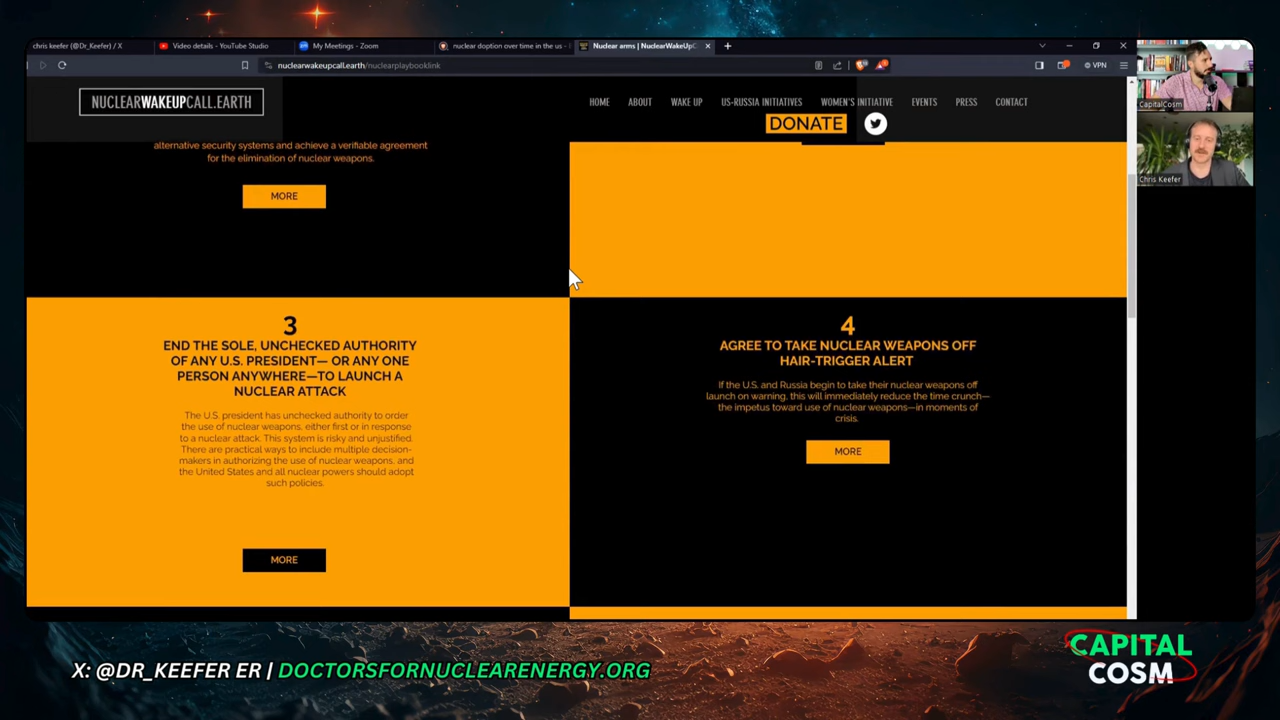 chris keefer (@Dr_Keefer) / X
Video details - YouTube Studio
My Meetings - Zoom
nuclear doption over time in the us -
Nuclear arms | NuclearWakeUpC
nuclearwakeupcall.earth/nuclearplaybooklink
VPN
NUCLEARWAKEUPCALL.EARTH
HOME
ABOUT
WAKE UP
US-RUSSIA INITIATIVES
WOMEN'S INITIATIVE
EVENTS
PRESS
CONTACT
DONATE
CapitalCosm
Chris Keefer
alternative security systems and achieve a verifiable agreement
for the elimination of nuclear weapons.
MORE
3
END THE SOLE, UNCHECKED AUTHORITY
OF ANY U.S. PRESIDENT— OR ANY ONE
PERSON ANYWHERE—TO LAUNCH A
NUCLEAR ATTACK
The U.S. president has unchecked authority to order
the use of nuclear weapons, either first or in response
to a nuclear attack. This system is risky and unjustified.
There are practical ways to include multiple decision-
makers in authorizing the use of nuclear weapons, and
the United States and all nuclear powers should adopt
such policies.
MORE
4
AGREE TO TAKE NUCLEAR WEAPONS OFF
HAIR-TRIGGER ALERT
If the U.S. and Russia begin to take their nuclear weapons off
launch on warning, this will immediately reduce the time crunch—
the impetus toward use of nuclear weapons—in moments of
crisis.
MORE
X: @DR_KEEFER ER | DOCTORSFORNUCLEARENERGY.ORG
CAPITAL
COSM